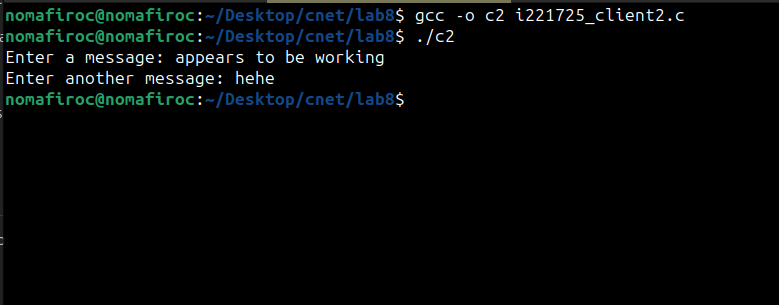 nomafiroc@nomafiroc:~/Desktop/cnet/lab8$ gcc -o c2 i221725_client2.c
nomafiroc@nomafiroc:~/Desktop/cnet/lab8$ ./c2
Enter a message: appears to be working
Enter another message: hehe
nomafiroc@nomafiroc:~/Desktop/cnet/lab8$